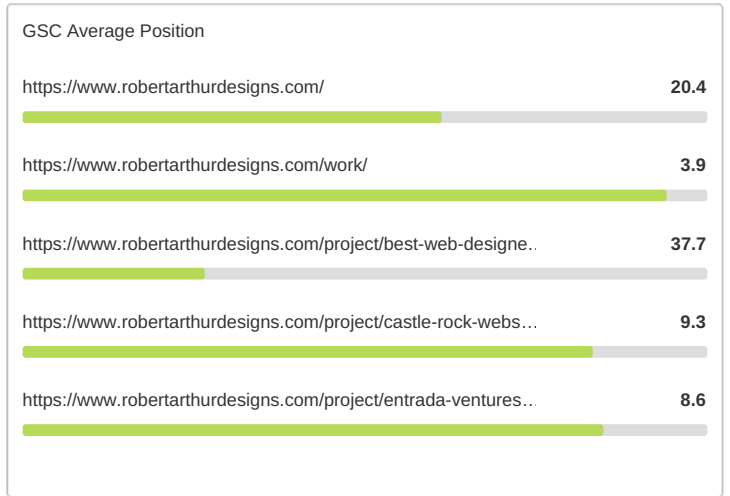 GSC Average Position
https://www.robertarthurdesigns.com/ 20.4
https://www.robertarthurdesigns.com/work/ 3.9
https://www.robertarthurdesigns.com/project/best-web-designe.. 37.7
https://www.robertarthurdesigns.com/project/castle-rock-webs... 9.3
https://www.robertarthurdesigns.com/project/entrada-ventures... 8.6